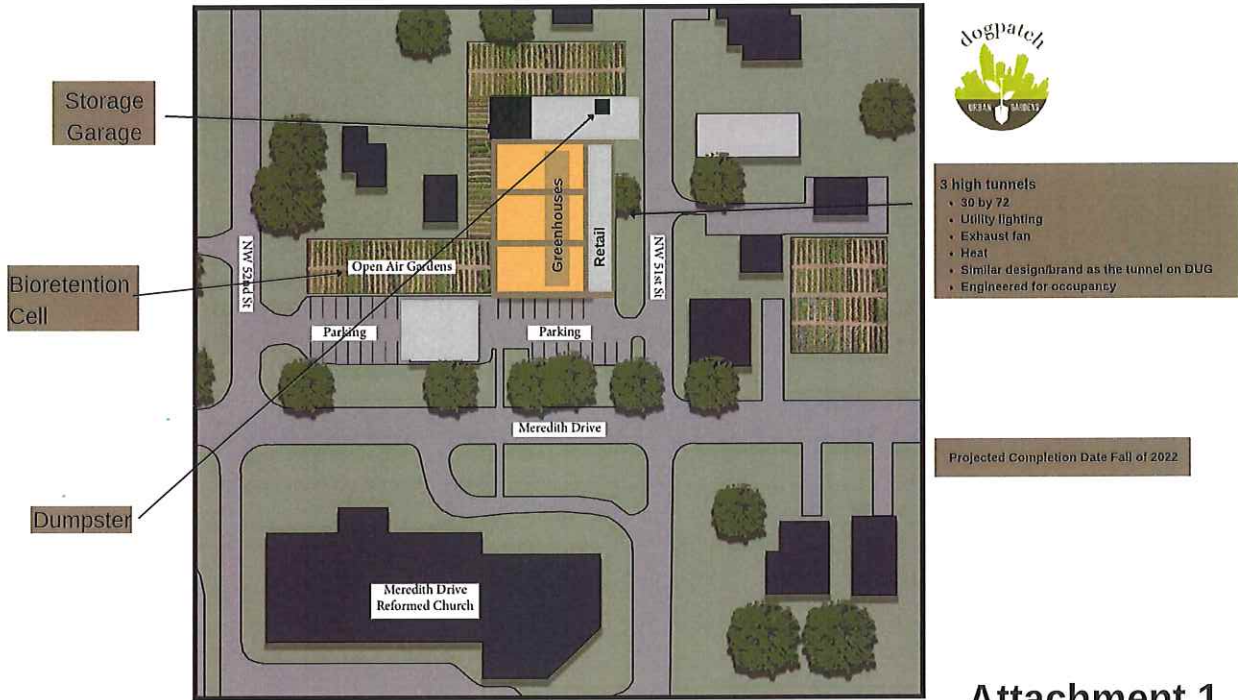 dogpatch
URBAN GARDENS
Storage
Garage
Bioretention
Cell
Dumpster
NW 52nd St
Open Air Gardens
Greenhouses
Retail
NW 51st St
Parking
Parking
Meredith Drive
Meredith Drive
Reformed Church
3 high tunnels
• 30 by 72
• Utility lighting
• Exhaust fan
• Heat
• Similar design/brand as the tunnel on DUG
• Engineered for occupancy
Projected Completion Date Fall of 2022
Attachment 1